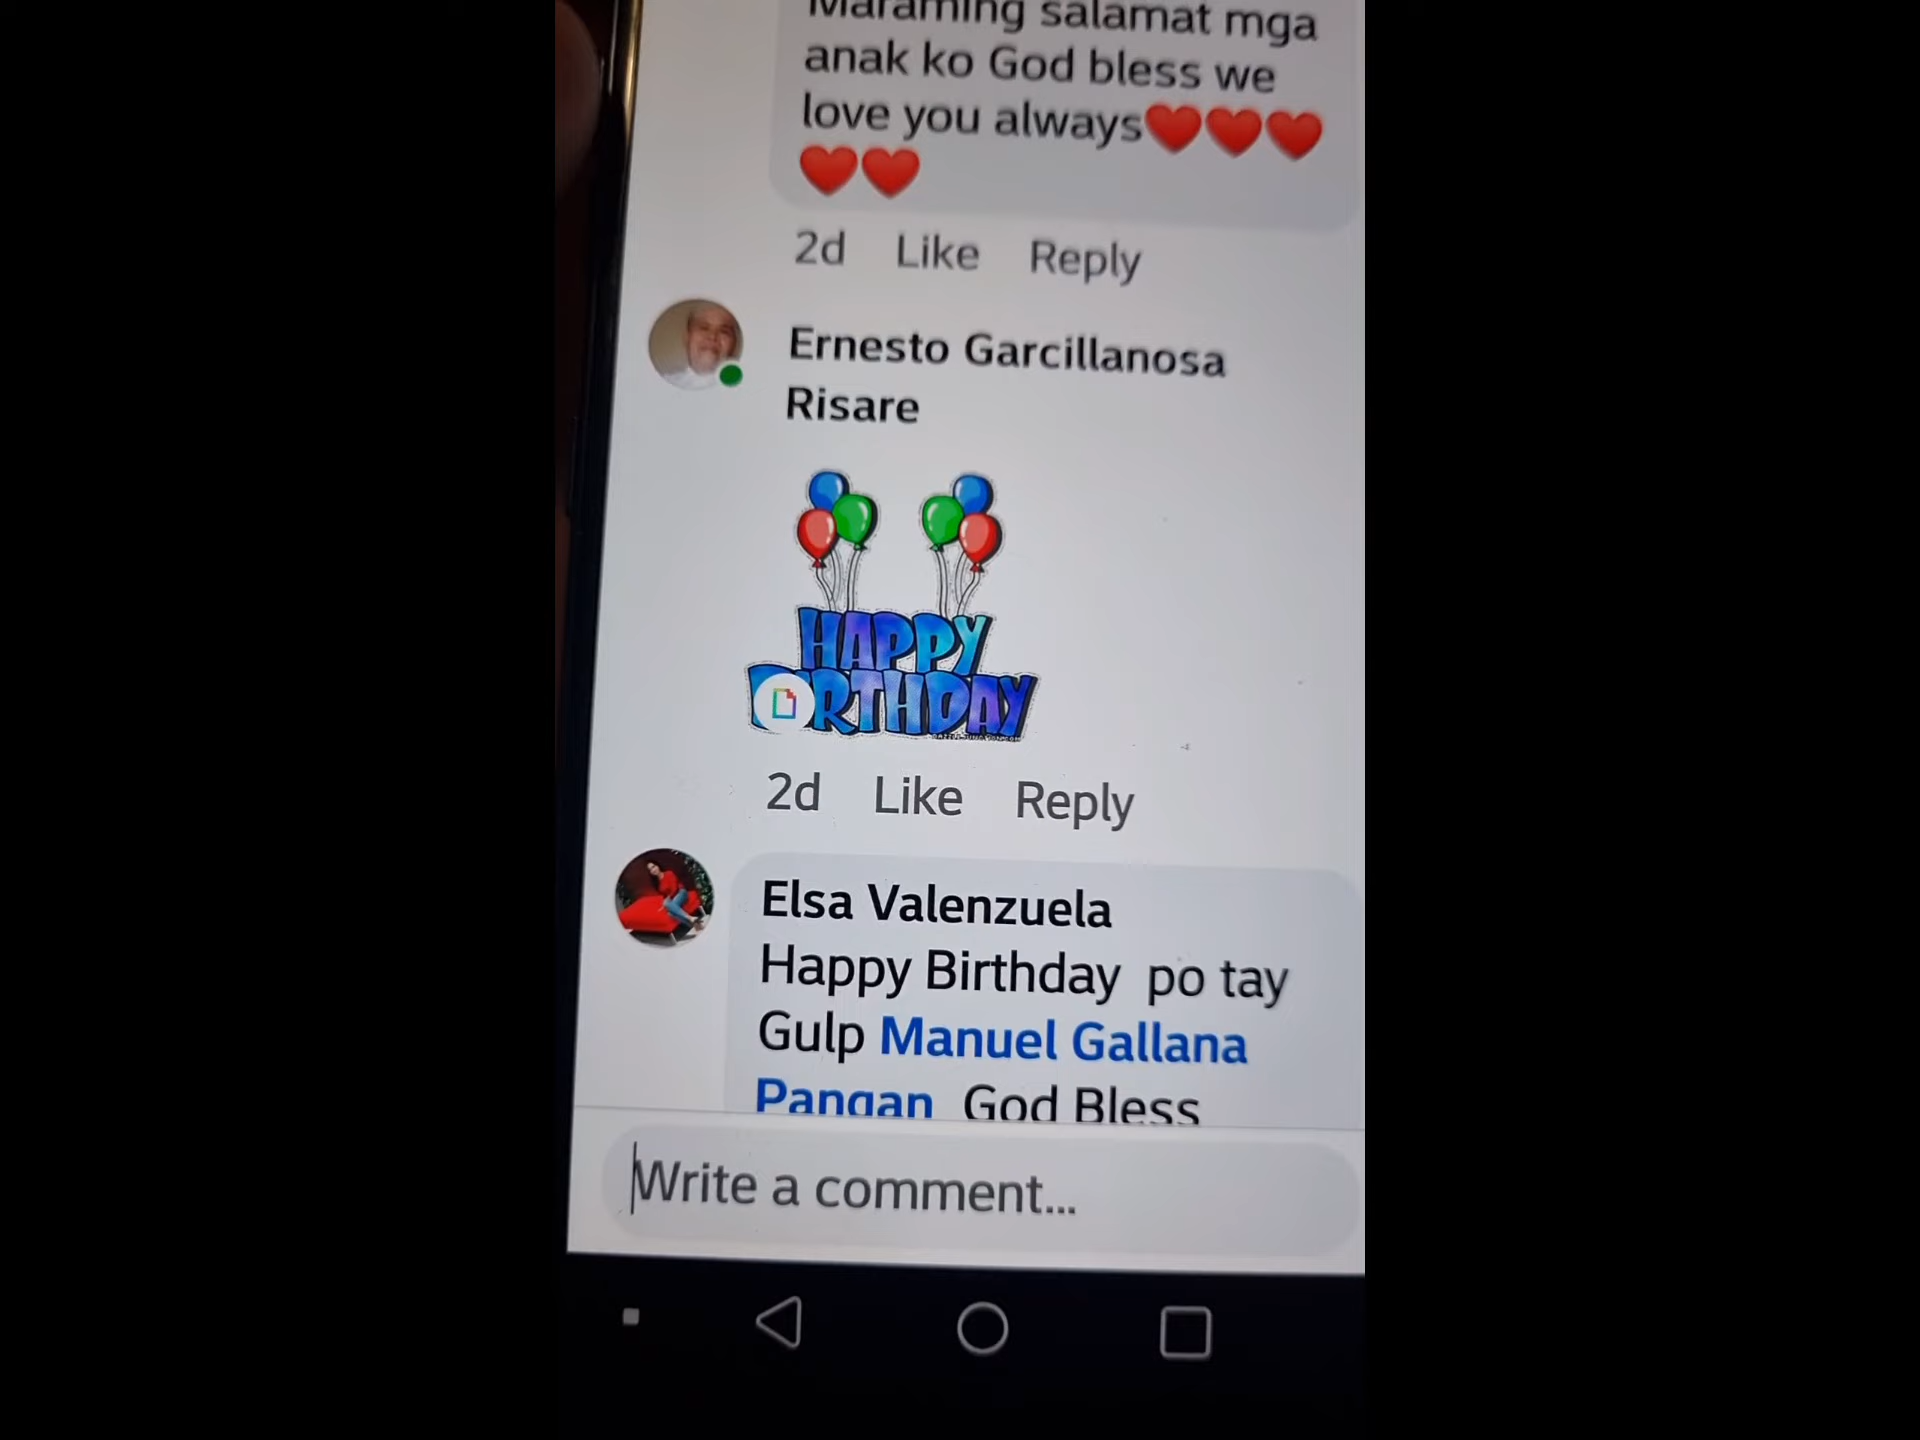 Maraming salamat mga
anak ko God bless we
love you always❤️❤️❤️
❤️❤️
2d Like Reply
Ernesto Garcillanosa
Risare
HAPPY
BIRTHDAY
2d Like Reply
Elsa Valenzuela
Happy Birthday po tay
Gulp Manuel Gallana
Pangan God Bless
Write a comment...